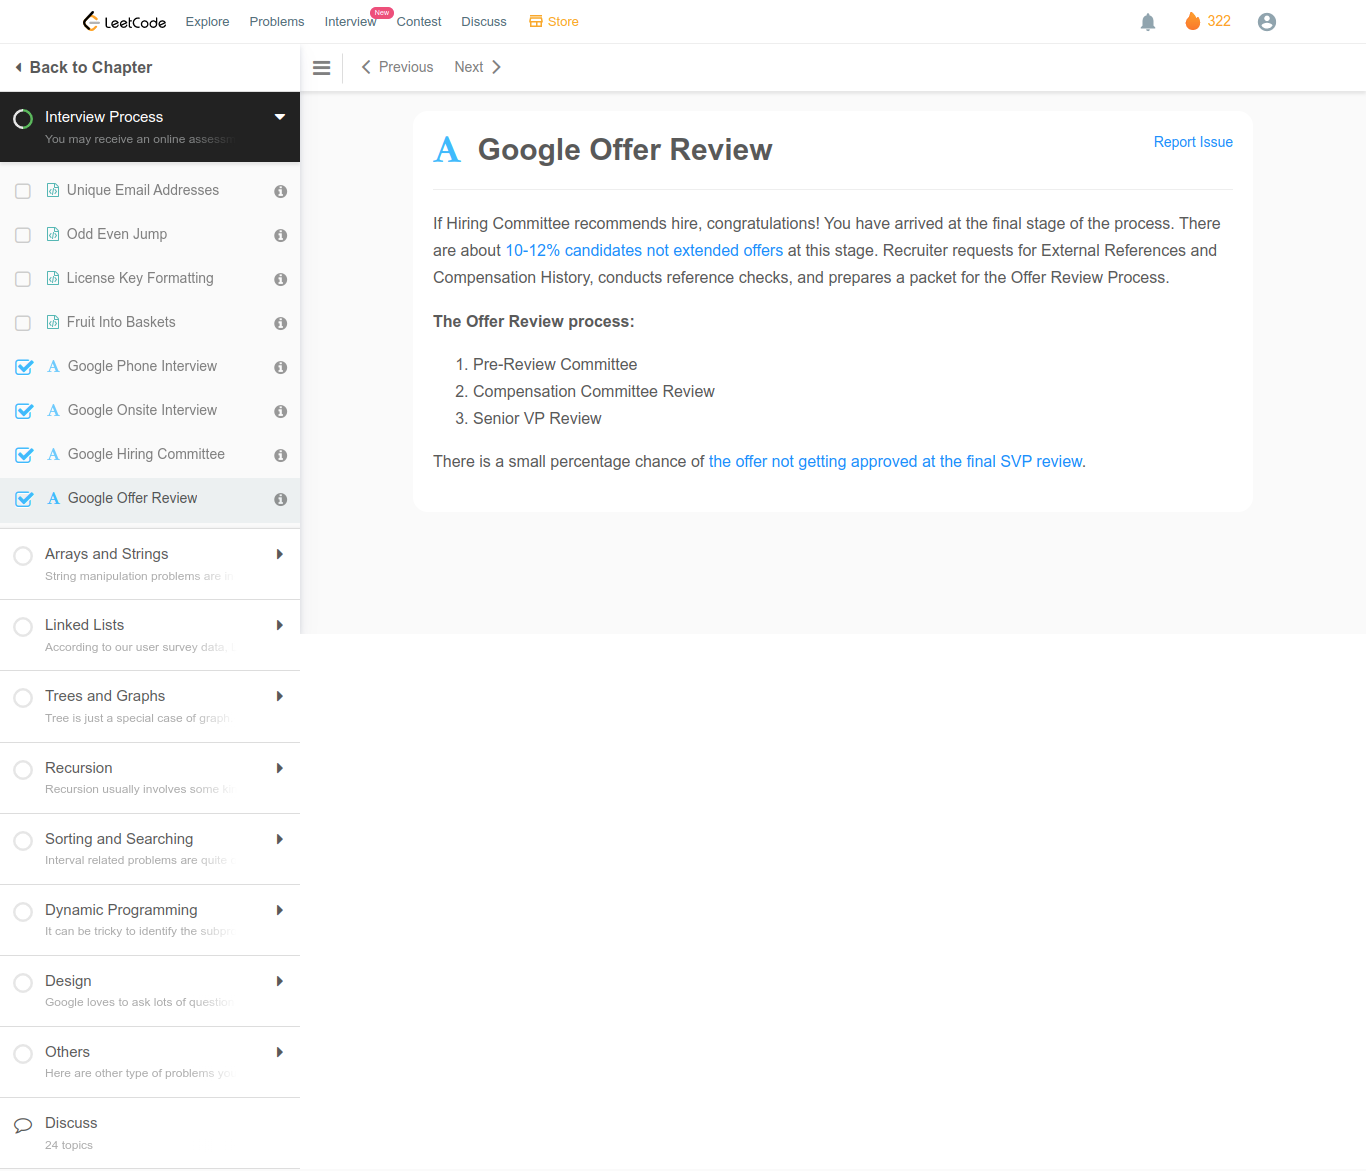 LeetCode Explore Problems Interview New Contest Discuss Store 322
Back to Chapter
Previous Next
Interview Process
You may receive an online
Unique Email Addresses
Odd Even Jump
License Key Formatting
Fruit Into Baskets
A Google Phone Interview
A Google Onsite Interview
A Google Hiring Committee
A Google Offer Review
Arrays and Strings
String manipulation problems are
Linked Lists
According to our user survey data,
Trees and Graphs
Tree is just a special case of graph
Recursion
Recursion usually involves some
Sorting and Searching
Interval related problems are quite
Dynamic Programming
It can be tricky to identify the
Design
Google loves to ask lots of
Others
Here are other type of problems
Discuss
24 topics
A Google Offer Review
Report Issue
If Hiring Committee recommends hire, congratulations! You have arrived at the final stage of the process. There
are about 10-12% candidates not extended offers at this stage. Recruiter requests for External References and
Compensation History, conducts reference checks, and prepares a packet for the Offer Review Process.
The Offer Review process:
1. Pre-Review Committee
2. Compensation Committee Review
3. Senior VP Review
There is a small percentage chance of the offer not getting approved at the final SVP review.